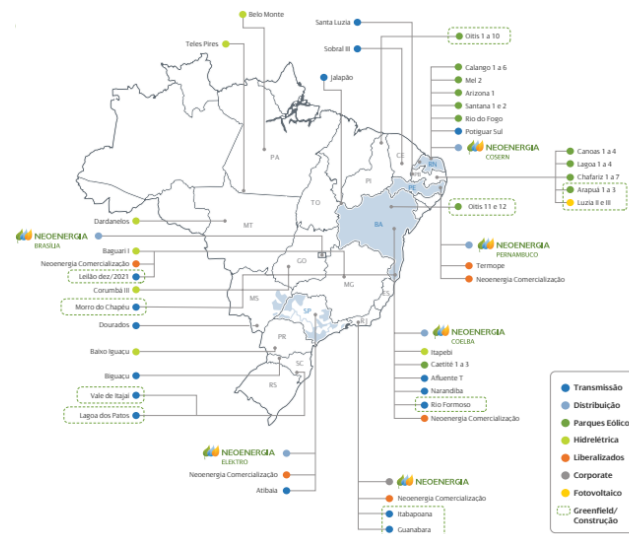 Belo Monte
Santa Luzia
Oitis 1 a 10
Teles Pires
Sobral III
Jalapão
Calango 1 a 6
Mel 2
Arizona 1
Santana 1 e 2
Rio do Fogo
Potiguar Sul
NEOENERGIA
COSERN
Canoas 1 a 4
Lagoa 1 a 4
Chafariz 1 a 7
Arapuá 1 a 3
Luzia II e III
PA
CE
RN
PB
PI
PE
TO
BA
MT
GO
MG
ES
MS
SP
RJ
PR
SC
RS
Oitis 11 e 12
Dardanelos
NEOENERGIA
BRASÍLIA
Baguari I
Neoenergia Comercialização
Leilão dez/2021
Corumbá III
Morro do Chapéu
Dourados
Baixo Iguaçu
Biguaçu
Vale de Itajaí
Lagoa dos Patos
NEOENERGIA
PERNAMBUCO
Termope
Neoenergia Comercialização
NEOENERGIA
COELBA
Itapebi
Caetité 1 a 3
Afluente T
Narandiba
Rio Formoso
Neoenergia Comercialização
NEOENERGIA
ELEKTRO
Neoenergia Comercialização
Atibaia
NEOENERGIA
Neoenergia Comercialização
Itabapoana
Guanabara
Transmissão
Distribuição
Parques Eólico
Hidrelétrica
Liberalizados
Corporate
Fotovoltaico
Greenfield/
Construção